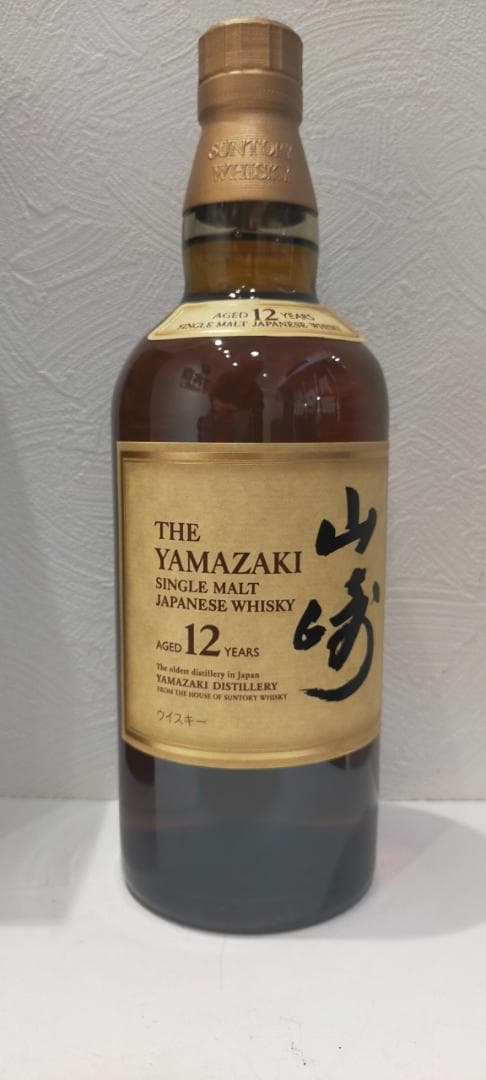 SUNTORY
WHISKY
AGED 12 YEARS
SINGLE MALT JAPANESE WHISKY
THE
YAMAZAKI
SINGLE MALT
JAPANESE WHISKY
AGED 12 YEARS
The oldest distillery in Japan
YAMAZAKI DISTILLERY
FROM THE HOUSE OF SUNTORY WHISKY
ウイスキー
山崎